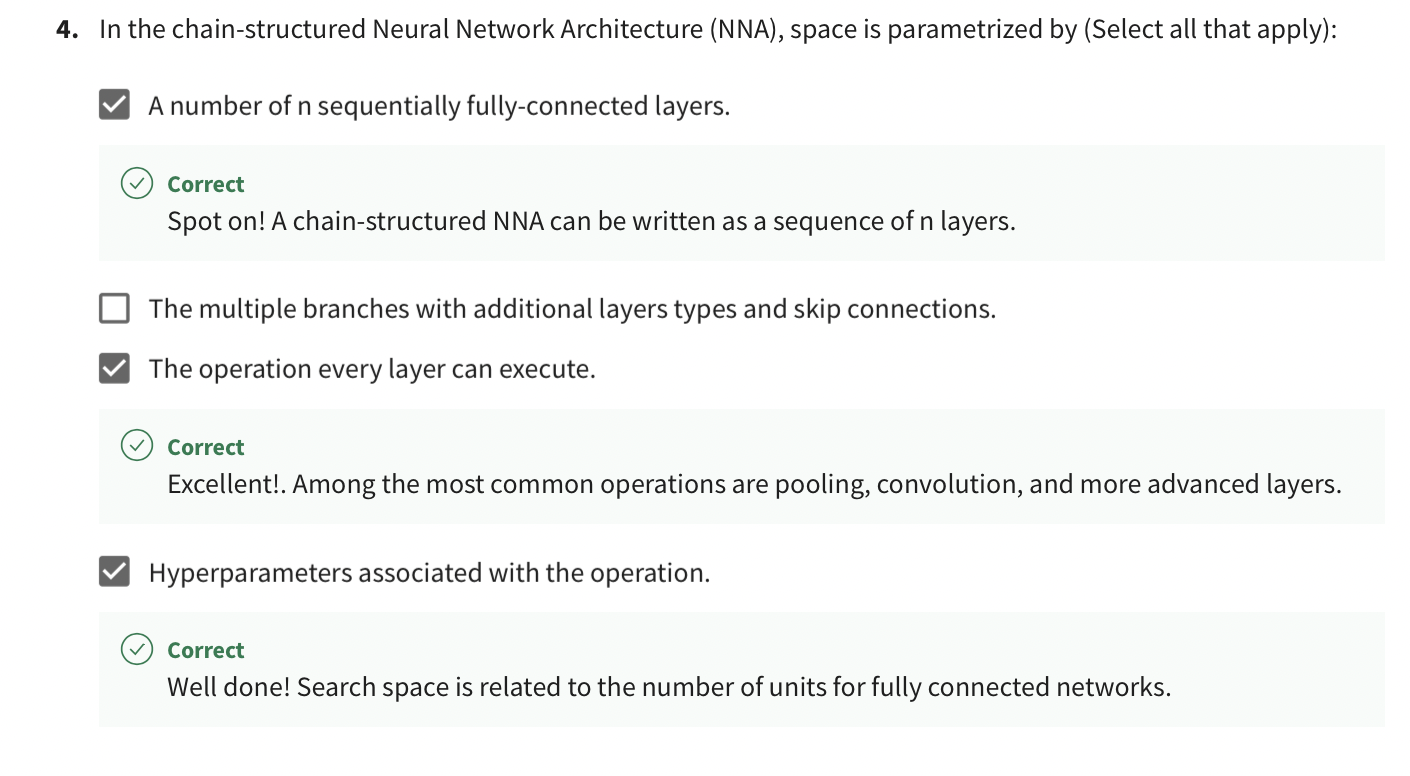 4. In the chain-structured Neural Network Architecture (NNA), space is parametrized by (Select all that apply):
A number of n sequentially fully-connected layers.
Correct
Spot on! A chain-structured NNA can be written as a sequence of n layers.
The multiple branches with additional layers types and skip connections.
The operation every layer can execute.
Correct
Excellent!. Among the most common operations are pooling, convolution, and more advanced layers.
Hyperparameters associated with the operation.
Correct
Well done! Search space is related to the number of units for fully connected networks.